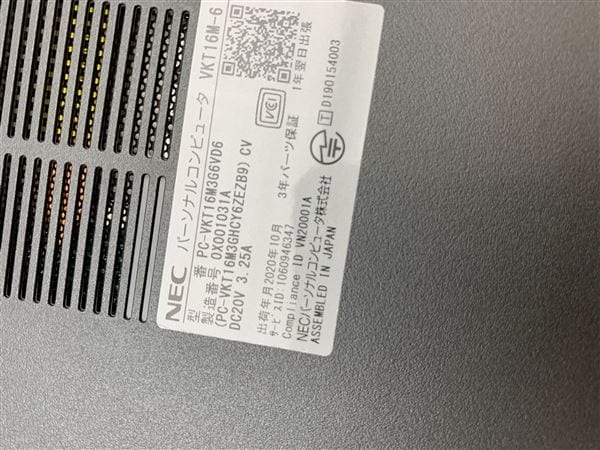 NEC パーソナルコンピュータ VKT16M-6
型 番 PC-VKT16M3G6VD6
製造番号 0X001031A
(PC-VKT16M3GHCY6ZEZB9) CV
DC20V 3.25A
VCI
1年翌日出張
3年パーツ保証
T D190154003
出荷年月2020年10月
サービスID:1060946347
Compliance ID VN20001A
NECパーソナルコンピュータ株式会社
ASSEMBLED IN JAPAN